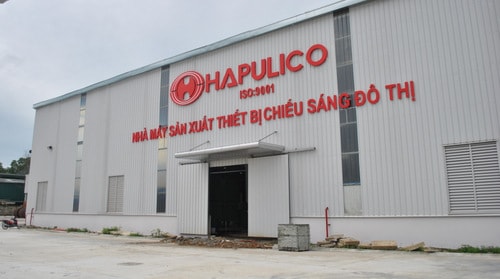 HAPULICO
ISO:9001
NHÀ MÁY SẢN XUẤT THIẾT BỊ CHIẾU SÁNG ĐÔ THỊ